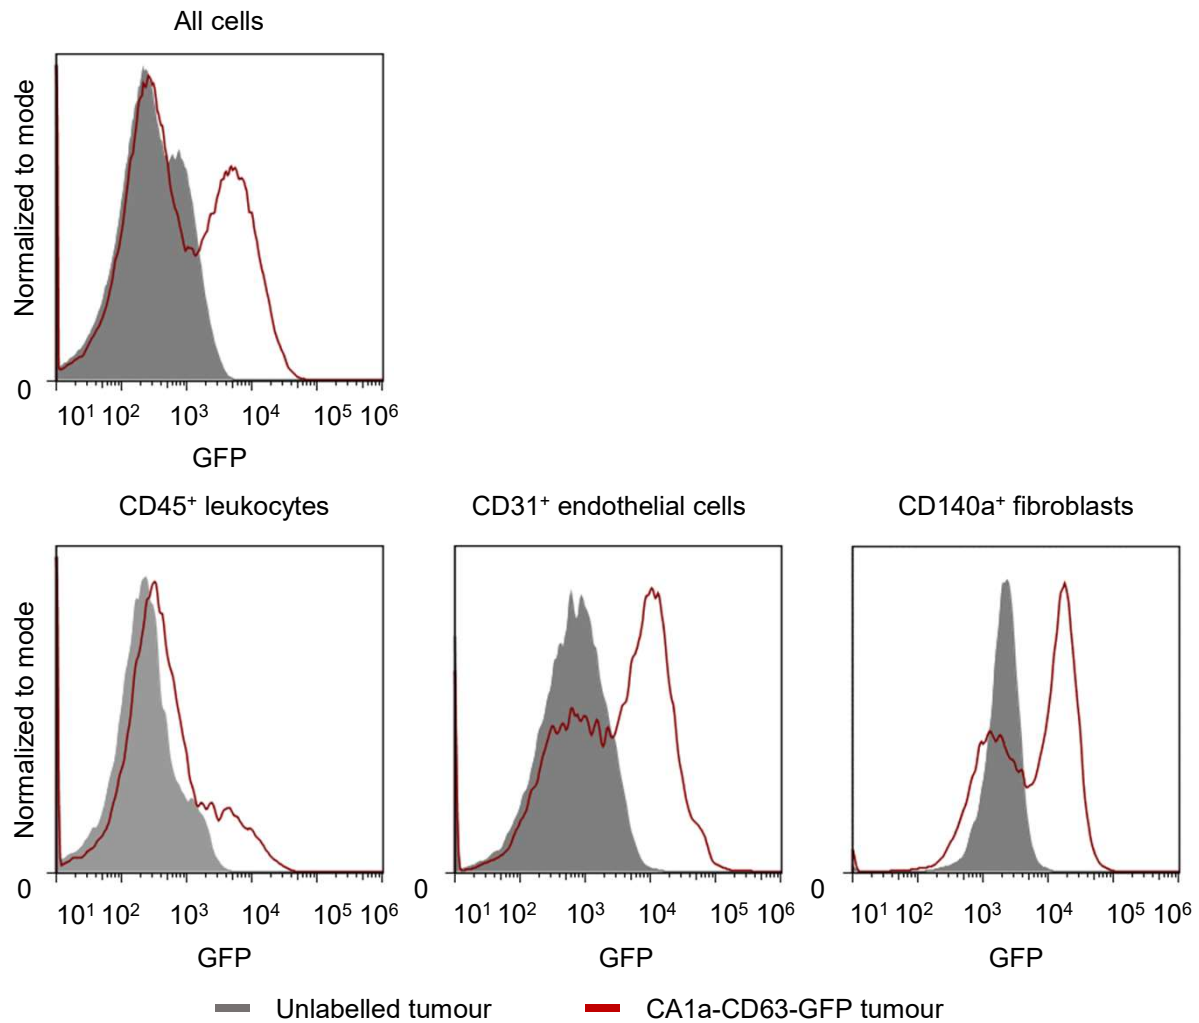 All cells
Normalized to mode
0
10¹ 10² 10³ 10⁴ 10⁵ 10⁶
GFP
CD45⁺ leukocytes
CD31⁺ endothelial cells
CD140a⁺ fibroblasts
Normalized to mode
0
0
0
10¹ 10² 10³ 10⁴ 10⁵ 10⁶
10¹ 10² 10³ 10⁴ 10⁵ 10⁶
10¹ 10² 10³ 10⁴ 10⁵ 10⁶
GFP
GFP
GFP
Unlabelled tumour
CA1a-CD63-GFP tumour